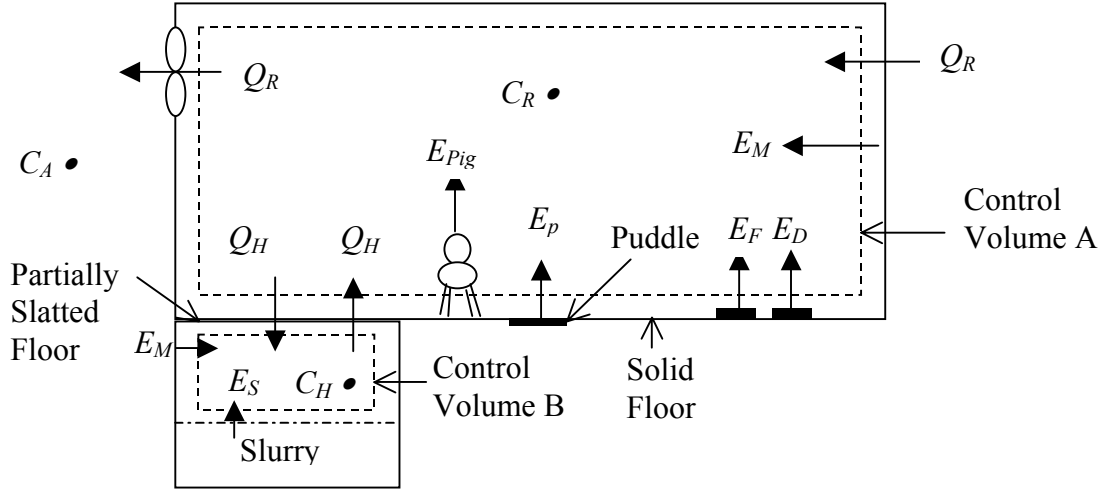 Q_R
Q_R
C_R
E_Pig
E_M
C_A
Control
Volume A
E_p
Puddle
E_F E_D
Q_H Q_H
Partially
Slatted
Floor
E_M
E_S C_H
Control
Volume B
Solid
Floor
Slurry